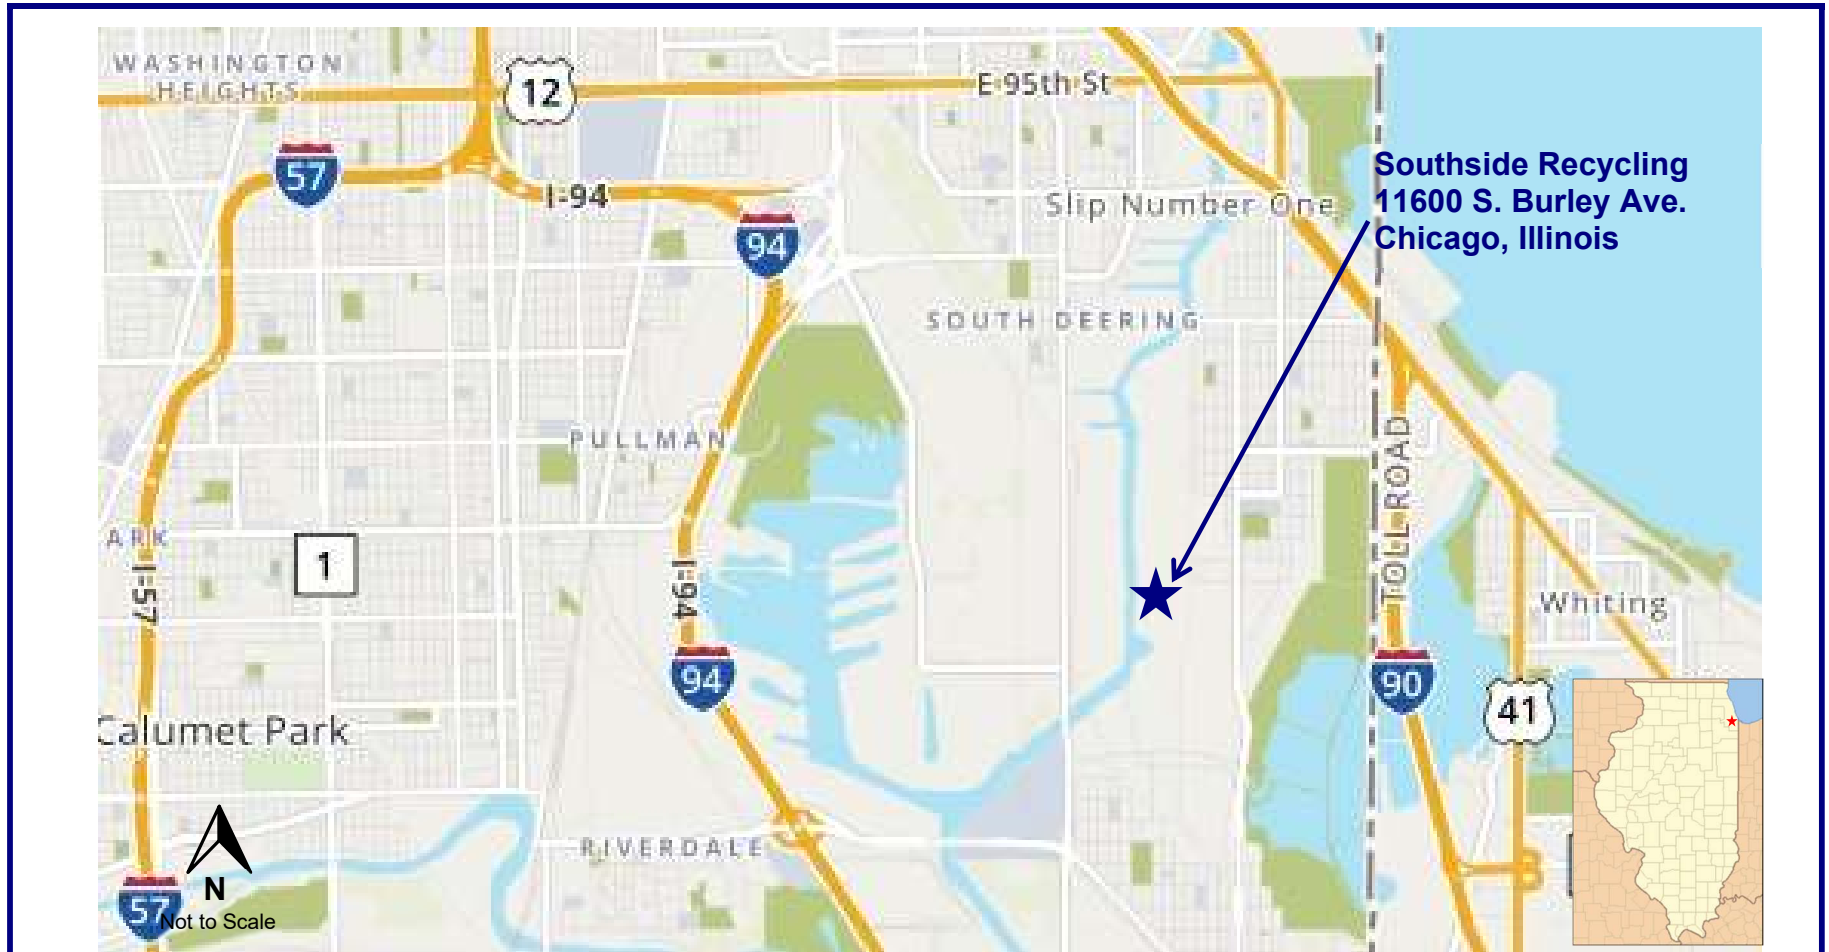 WASHINGTON
HEIGHTS
12
E 95th St
57
I-94
94
Southside Recycling
11600 S. Burley Ave.
Chicago, Illinois
Slip Number One
SOUTH DEERING
PULLMAN
TOLL ROAD
ARK
1
I-57
I-94
Whiting
94
90
41
Calumet Park
RIVERDALE
N
57
Not to Scale